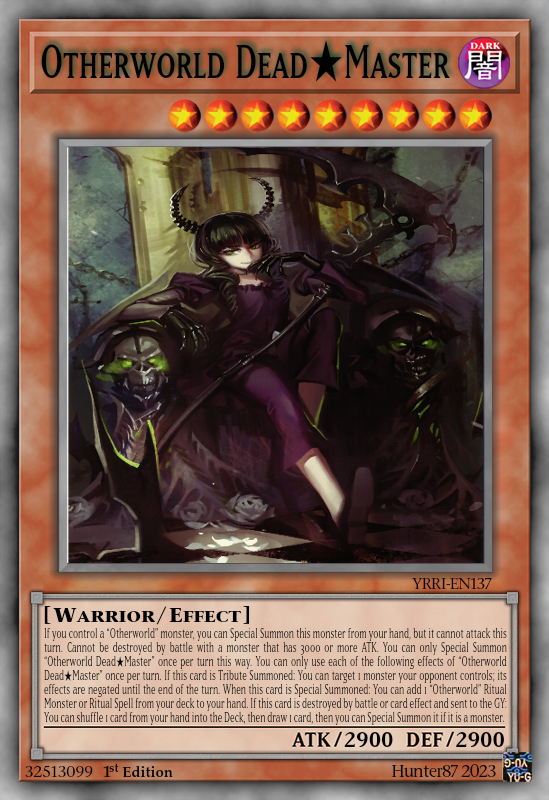 OTHERWORLD DEAD★MASTER
DARK
闇
YRRI-EN137
[WARRIOR/EFFECT]
If you control a "Otherworld" monster, you can Special Summon this monster from your hand, but it cannot attack this
turn. Cannot be destroyed by battle with a monster that has 3000 or more ATK. You can only Special Summon
"Otherworld Dead★Master" once per turn this way. You can only use each of the following effects of "Otherworld
Dead★Master" once per turn. If this card is Tribute Summoned: You can target 1 monster your opponent controls; its
effects are negated until the end of the turn. When this card is Special Summoned: You can add 1 "Otherworld" Ritual
Monster or Ritual Spell from your deck to your hand. If this card is destroyed by battle or card effect and sent to the GY:
You can shuffle 1 card from your hand into the Deck, then draw 1 card, then you can Special Summon it if it is a monster.
ATK/2900 DEF/2900
32513099 1st Edition
Hunter87 2023
YU-G
YU-G